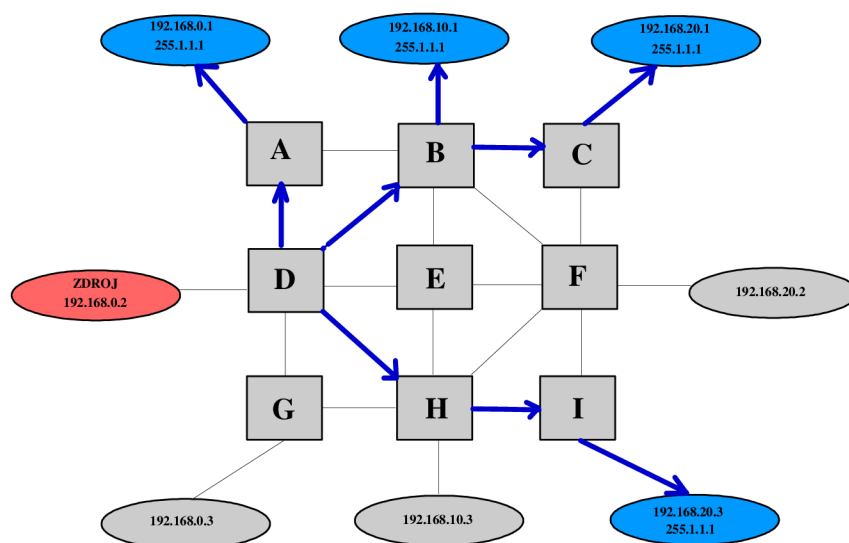 192.168.0.1
255.1.1.1
192.168.10.1
255.1.1.1
192.168.20.1
255.1.1.1
A
B
C
ZDROJ
192.168.0.2
D
E
F
192.168.20.2
G
H
I
192.168.0.3
192.168.10.3
192.168.20.3
255.1.1.1